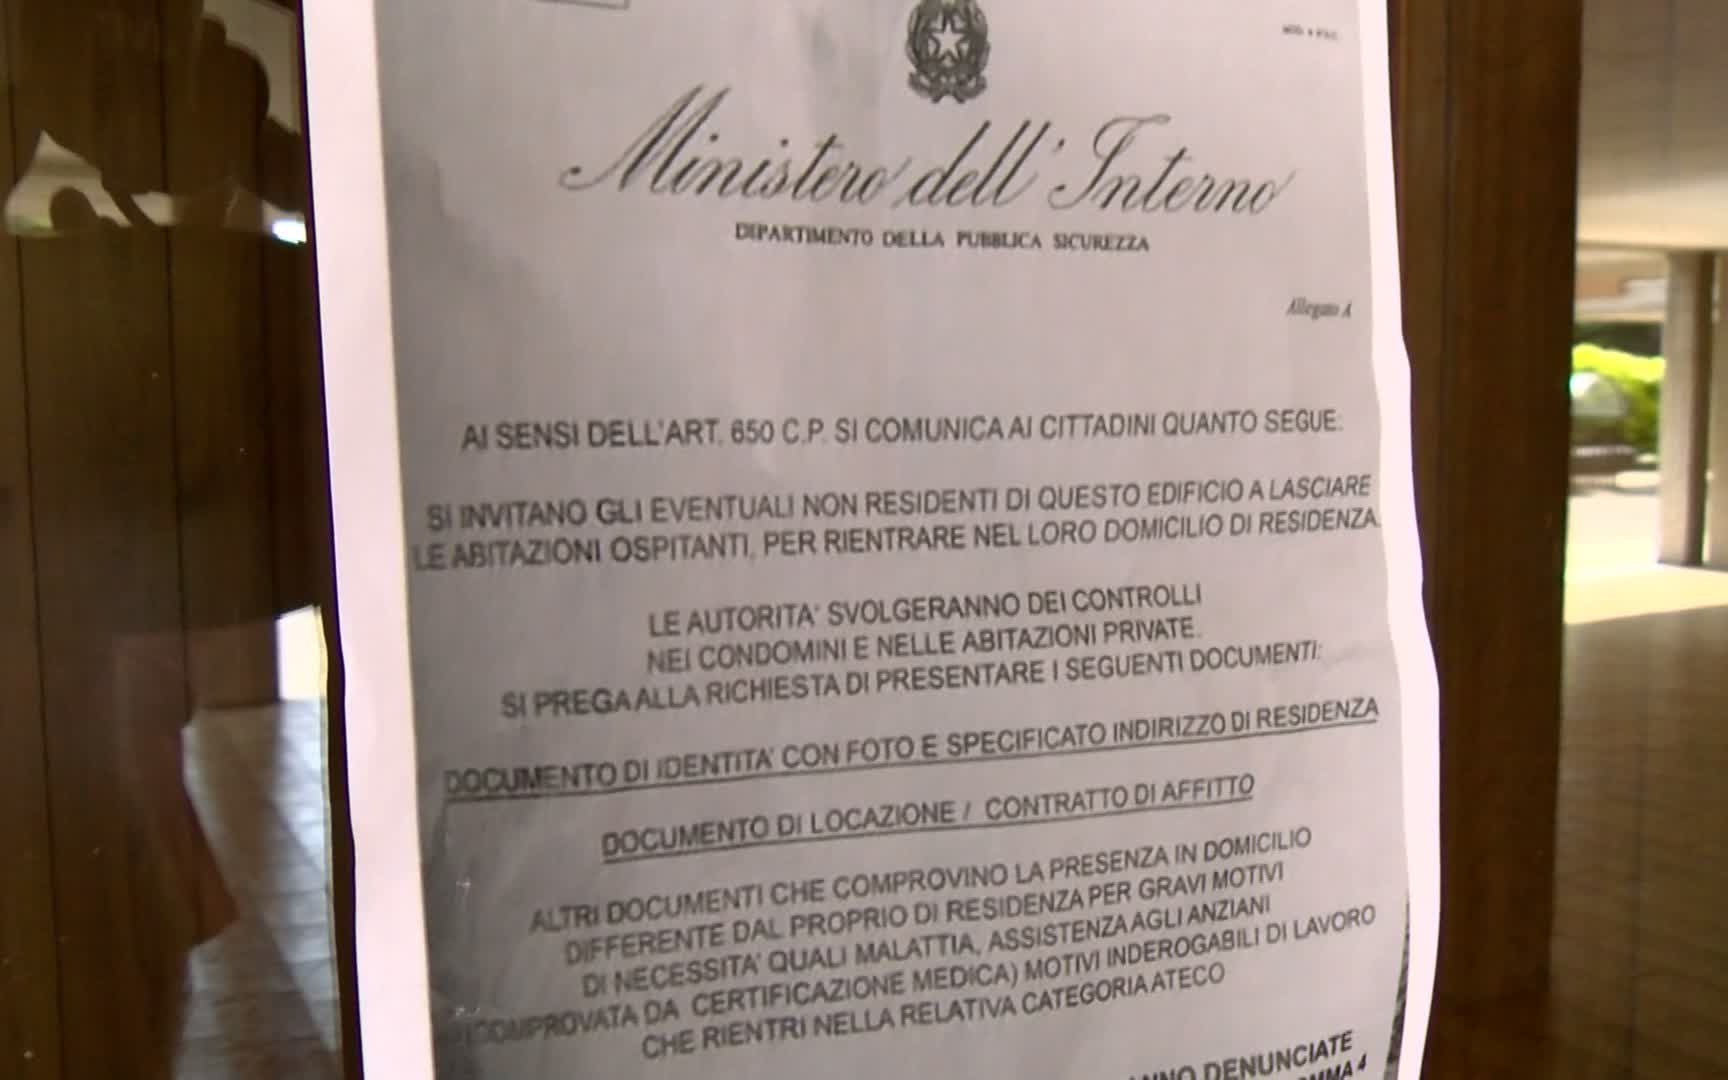 Ministero dell'Interno
DIPARTIMENTO DELLA PUBBLICA SICUREZZA
Allegato A
AI SENSI DELL'ART. 650 C.P. SI COMUNICA AI CITTADINI QUANTO SEGUE:
SI INVITANO GLI EVENTUALI NON RESIDENTI DI QUESTO EDIFICIO A LASCIARE
LE ABITAZIONI OSPITANTI, PER RIENTRARE NEL LORO DOMICILIO DI RESIDENZA.
LE AUTORITA' SVOLGERANNO DEI CONTROLLI
NEI CONDOMINI E NELLE ABITAZIONI PRIVATE.
SI PREGA ALLA RICHIESTA DI PRESENTARE I SEGUENTI DOCUMENTI:
DOCUMENTO DI IDENTITA' CON FOTO E SPECIFICATO INDIRIZZO DI RESIDENZA
DOCUMENTO DI LOCAZIONE / CONTRATTO DI AFFITTO
ALTRI DOCUMENTI CHE COMPROVINO LA PRESENZA IN DOMICILIO
DIFFERENTE DAL PROPRIO DI RESIDENZA PER GRAVI MOTIVI
DI NECESSITA' QUALI MALATTIA, ASSISTENZA AGLI ANZIANI
(COMPROVATA DA CERTIFICAZIONE MEDICA) MOTIVI INDEROGABILI DI LAVORO
CHE RIENTRI NELLA RELATIVA CATEGORIA ATECO
DENUNCIATE
4